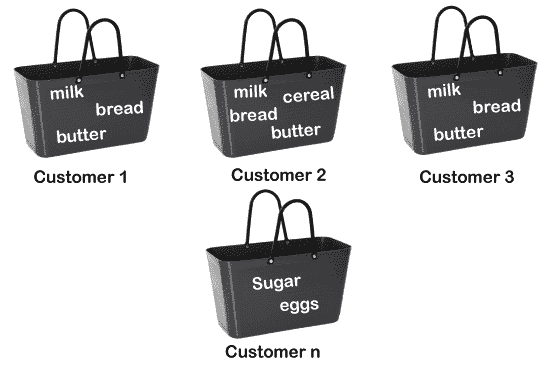 milk
bread
butter
Customer 1
milk
cereal
bread
butter
Customer 2
milk
bread
butter
Customer 3
Sugar
eggs
Customer n